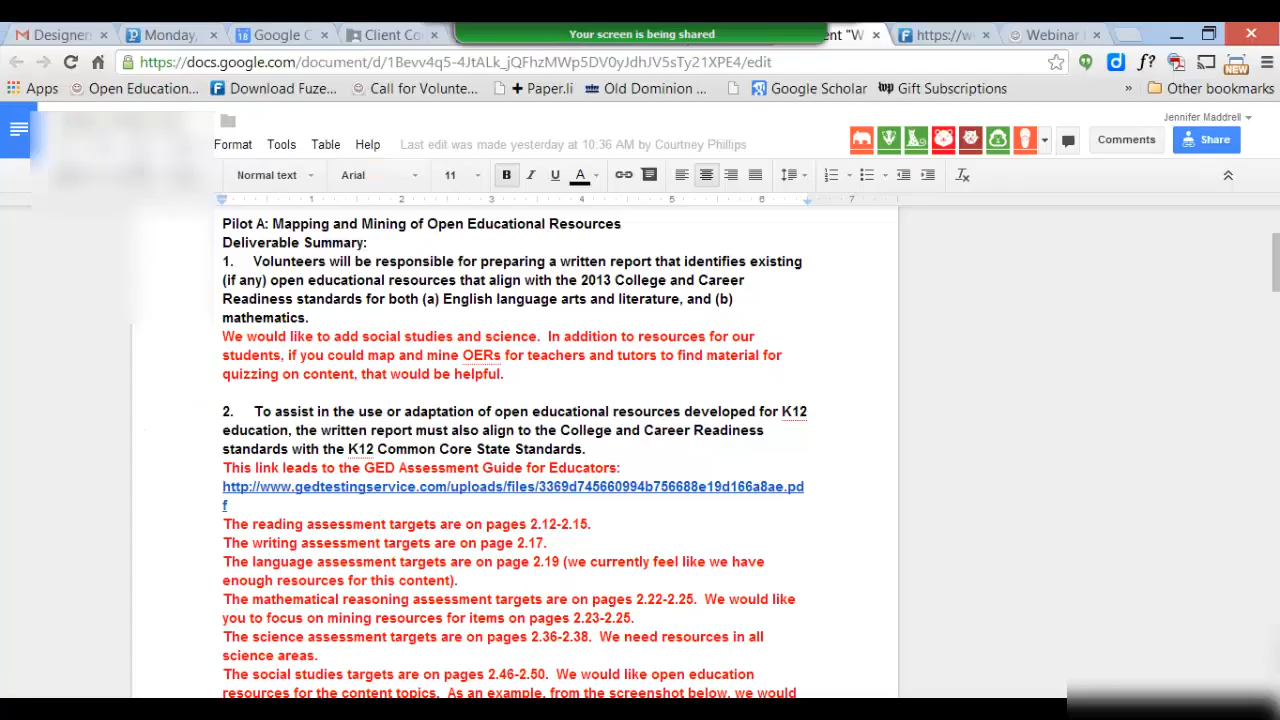 Your screen is being shared
Designers
Monday,
Google C
Client Co
ent "W
https://w
Webinar
https://docs.google.com/document/d/1Becv4q5-4JtALk_jQFhzMWp5DV0yJdhJV5sTy21XPE4/edit
NEW
Apps
Open Education...
Download Fuze...
Call for Volunte...
Paper.li
Old Dominion ...
Google Scholar
Gift Subscriptions
»
Other bookmarks
Jennifer Maddrell
Format
Tools
Table
Help
Last edit was made yesterday at 10:36 AM by Courtney Phillips
Comments
Share
Normal text
Arial
11
B I U A
1 2 3 4 5 6 7
Pilot A: Mapping and Mining of Open Educational Resources
Deliverable Summary:
1. Volunteers will be responsible for preparing a written report that identifies existing
(if any) open educational resources that align with the 2013 College and Career
Readiness standards for both (a) English language arts and literature, and (b)
mathematics.
We would like to add social studies and science. In addition to resources for our
students, if you could map and mine OERs for teachers and tutors to find material for
quizzing on content, that would be helpful.
2. To assist in the use or adaptation of open educational resources developed for K12
education, the written report must also align to the College and Career Readiness
standards with the K12 Common Core State Standards.
This link leads to the GED Assessment Guide for Educators:
http://www.gedtestingservice.com/uploads/files/3369d745660994b756688e19d166a8ae.pd
f
The reading assessment targets are on pages 2.12-2.15.
The writing assessment targets are on page 2.17.
The language assessment targets are on page 2.19 (we currently feel like we have
enough resources for this content).
The mathematical reasoning assessment targets are on pages 2.22-2.25. We would like
you to focus on mining resources for items on pages 2.23-2.25.
The science assessment targets are on pages 2.36-2.38. We need resources in all
science areas.
The social studies targets are on pages 2.46-2.50. We would like open education
resources for the content topics. As an example, from the screenshot below, we would